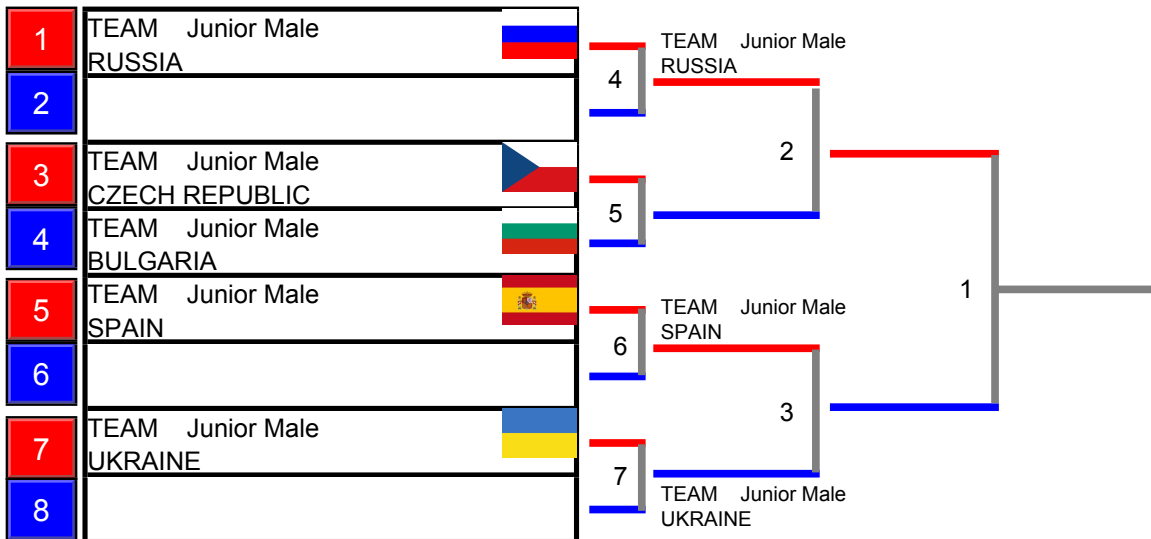 1
TEAM Junior Male
RUSSIA
2
3
TEAM Junior Male
CZECH REPUBLIC
4
TEAM Junior Male
BULGARIA
5
TEAM Junior Male
SPAIN
6
7
TEAM Junior Male
UKRAINE
8
4
5
6
7
TEAM Junior Male
RUSSIA
2
TEAM Junior Male
SPAIN
3
TEAM Junior Male
UKRAINE
1